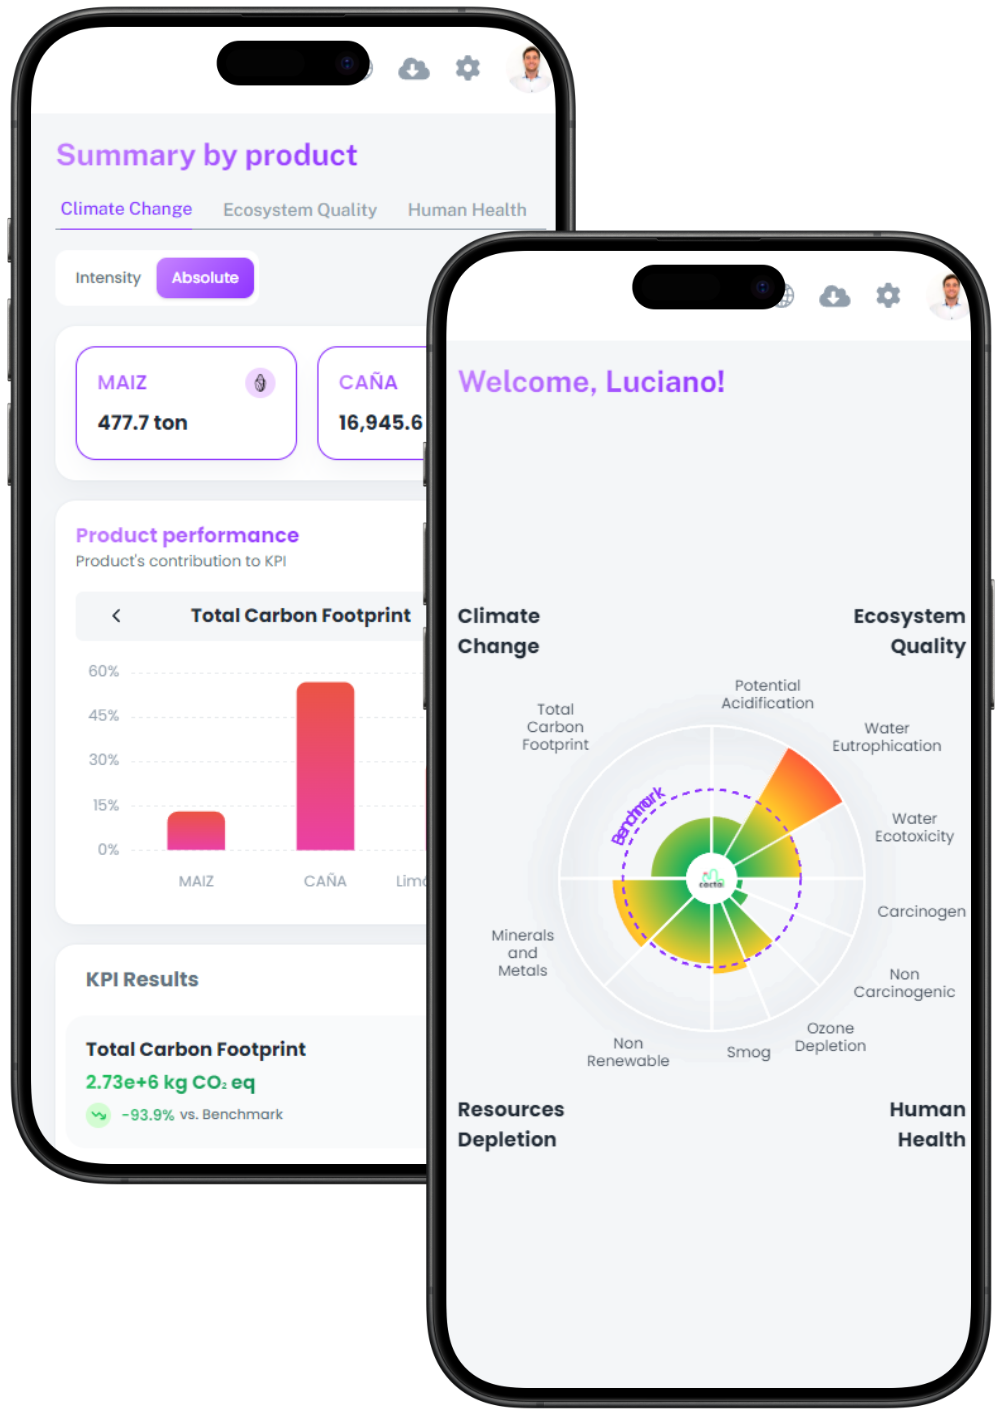 Summary by product
Climate Change
Ecosystem Quality
Human Health
Intensity
Absolute
MAIZ
477.7 ton
CAÑA
16,945.6
Product performance
Product's contribution to KPI
Total Carbon Footprint
60%
45%
30%
15%
0%
MAIZ
CAÑA
Limó
KPI Results
Total Carbon Footprint
2.73e+6 kg CO₂ eq
-93.9% vs. Benchmark
Welcome, Luciano!
Climate
Change
Ecosystem
Quality
Total
Carbon
Footprint
Potential
Acidification
Water
Eutrophication
Water
Ecotoxicity
Carcinogen
Non
Carcinogenic
Ozone
Depletion
Smog
Non
Renewable
Minerals
and
Metals
Benchmark
cactai
Resources
Depletion
Human
Health